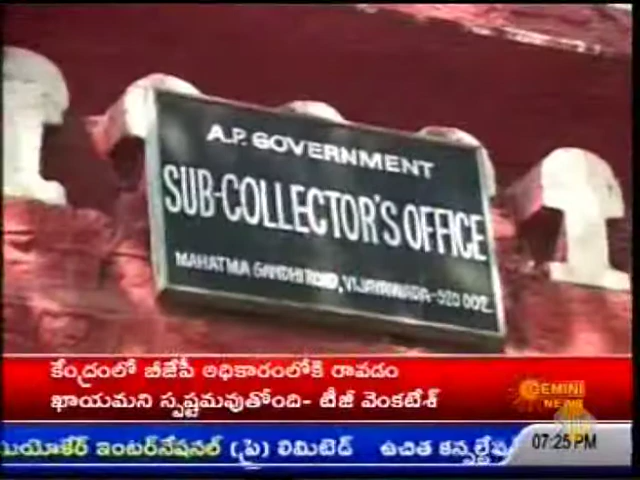 A.P. GOVERNMENT
SUB-COLLECTOR'S OFFICE
MAHATMA GANDHI ROAD, VIJAYAWADA-520 002.
కేంద్రంలో బీజేపీ అధికారంలోకి రావడం
ఖాయమని స్పష్టమవుతోంది- టీజీ వెంకటేశ్
GEMINI
NEWS
ఇంటర్‌నేషనల్ (ప్రై) లిమిటెడ్ ఉచిత
07:25 PM